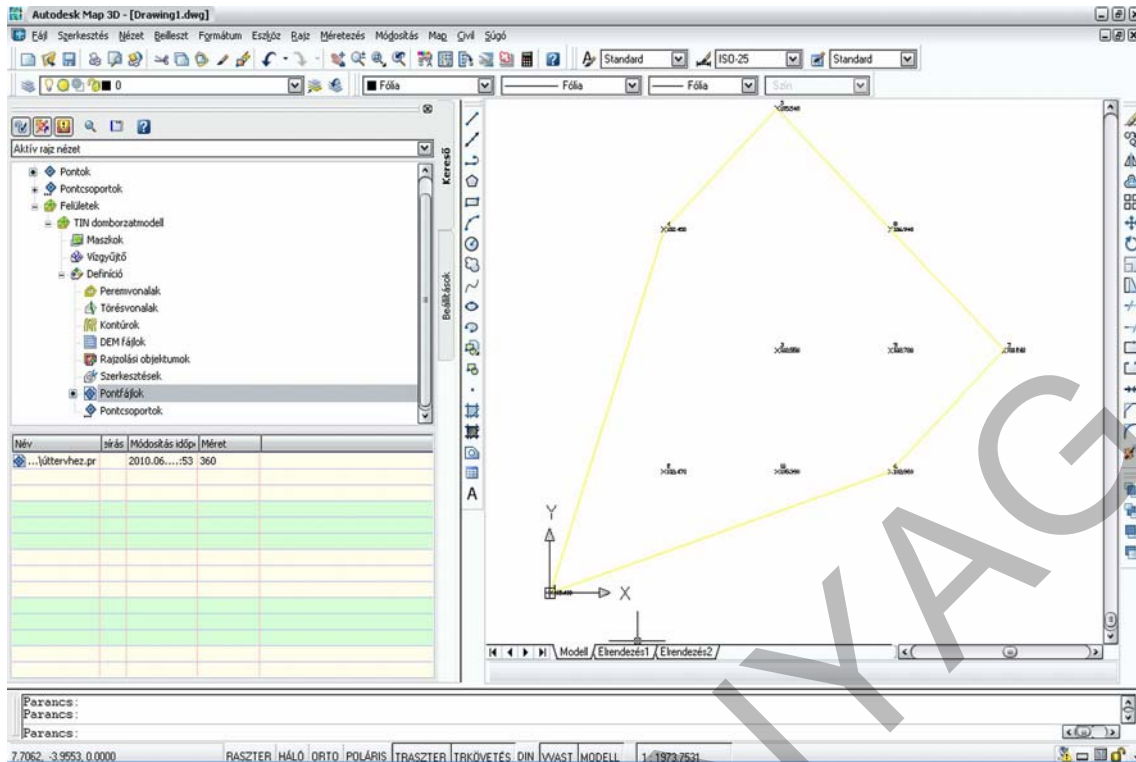 Autodesk Map 3D - [Drawing1.dwg]
Fájl Szerkesztés Nézet Beilleszt Formátum Eszköz Rajz Méretezés Módosítás Map Civil Súgó
Standard ISO-25 Standard
0 Fólia Fólia Fólia Szín
Aktív rajz nézet
Pontok
Pontcsoportok
Felületek
TIN domborzatmodell
Maszkok
Vízgyűjtő
Definíció
Peremvonalak
Törésvonalak
Kontúrok
DEM fájlok
Rajzolási objektumok
Szerkesztések
Pontfájlok
Pontcsoportok
Kereső
Beállítások
Név Módosítás időp Méret
...\úttervhez.pr 2010.06....:53 360
Y
X
A
Modell Elrendezés1 Elrendezés2
Parancs:
Parancs:
Parancs:
7.7062, -3.9553, 0.0000 RASZTER HÁLÓ ORTO POLÁRIS TRASZTER TRKÖVETÉS DIN VVAST MODELL 1: 1973.7531
YAG